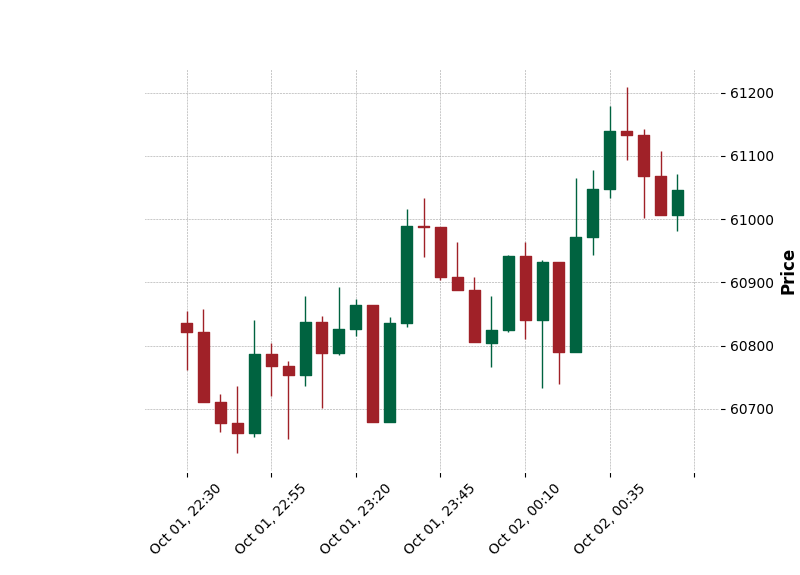 61200
61100
61000
60900
60800
60700
Price
Oct 01, 22:30
Oct 01, 22:55
Oct 01, 23:20
Oct 01, 23:45
Oct 02, 00:10
Oct 02, 00:35